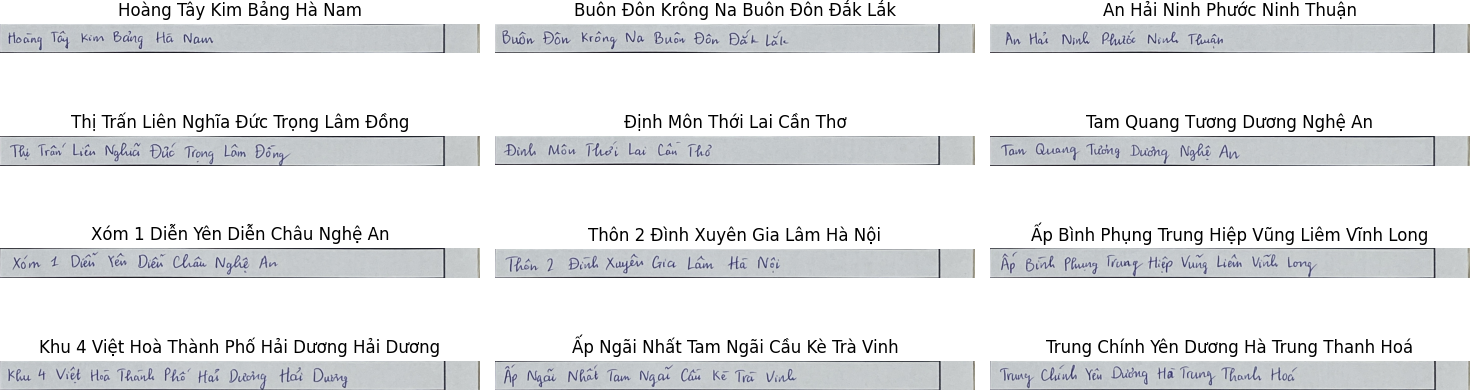 Hoàng Tây Kim Bảng Hà Nam
Buôn Đôn Krông Na Buôn Đôn Đắk Lắk
An Hải Ninh Phước Ninh Thuận
Hoàng Tây Kim Bảng Hà Nam
Buôn Đôn Krông Na Buôn Đôn Đắk Lắk
An Hải Ninh Phước Ninh Thuận
Thị Trấn Liên Nghĩa Đức Trọng Lâm Đồng
Định Môn Thới Lai Cần Thơ
Tam Quang Tương Dương Nghệ An
Thị Trấn Liên Nghĩa Đức Trọng Lâm Đồng
Định Môn Thới Lai Cần Thơ
Tam Quang Tương Dương Nghệ An
Xóm 1 Diễn Yên Diễn Châu Nghệ An
Thôn 2 Đình Xuyên Gia Lâm Hà Nội
Ấp Bình Phụng Trung Hiệp Vũng Liêm Vĩnh Long
Xóm 1 Diễn Yên Diễn Châu Nghệ An
Thôn 2 Đình Xuyên Gia Lâm Hà Nội
Ấp Bình Phụng Trung Hiệp Vũng Liêm Vĩnh Long
Khu 4 Việt Hoà Thành Phố Hải Dương Hải Dương
Ấp Ngãi Nhất Tam Ngãi Cầu Kè Trà Vinh
Trung Chính Yên Dương Hà Trung Thanh Hoá
Khu 4 Việt Hoà Thành Phố Hải Dương Hải Dương
Ấp Ngãi Nhất Tam Ngãi Cầu Kè Trà Vinh
Trung Chính Yên Dương Hà Trung Thanh Hoá